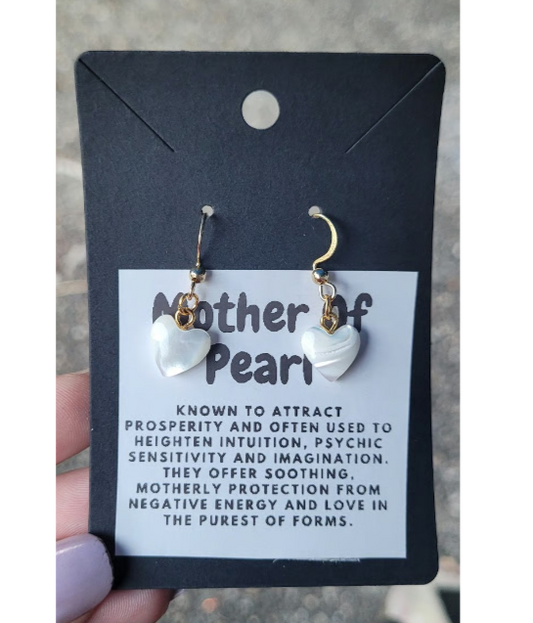 Mother Of
Pearl
KNOWN TO ATTRACT
PROSPERITY AND OFTEN USED TO
HEIGHTEN INTUITION, PSYCHIC
SENSITIVITY AND IMAGINATION.
THEY OFFER SOOTHING,
MOTHERLY PROTECTION FROM
NEGATIVE ENERGY AND LOVE IN
THE PUREST OF FORMS.